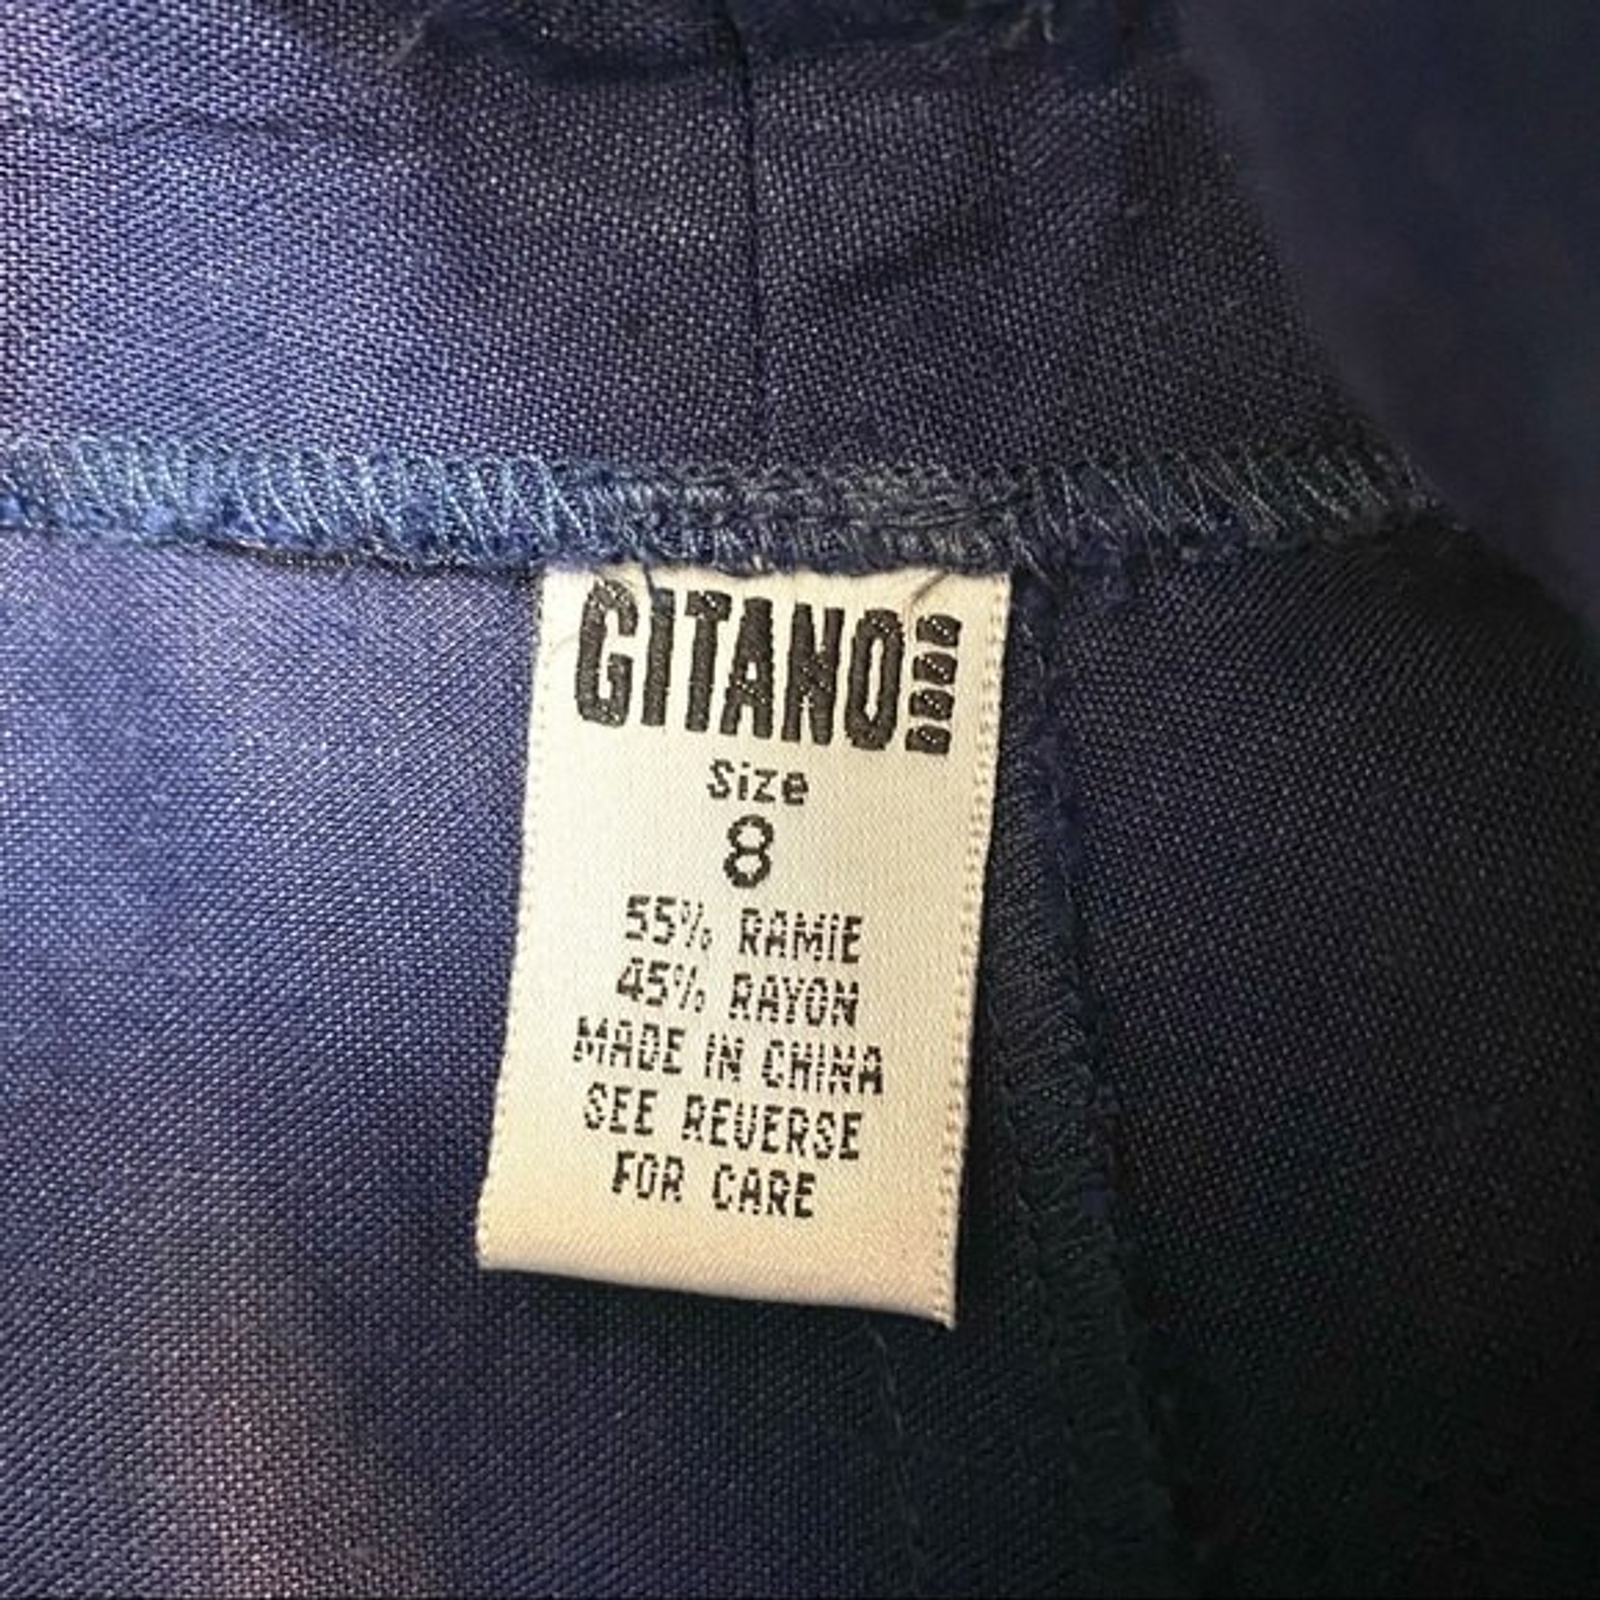 GITANO
Size
8
55% RAMIE
45% RAYON
MADE IN CHINA
SEE REVERSE
FOR CARE